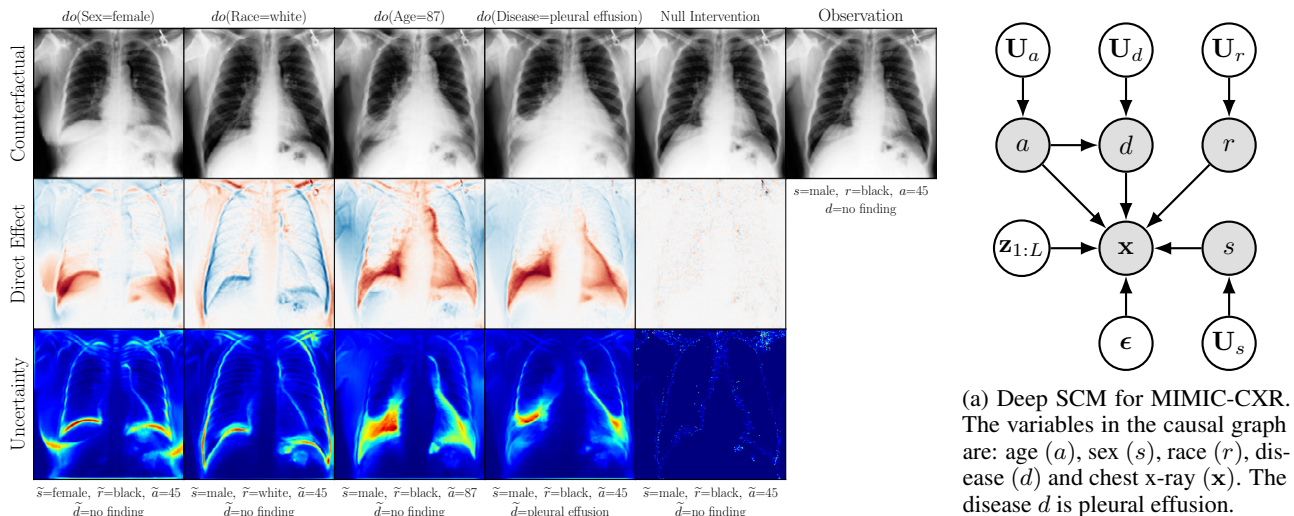 do(Sex=female) do(Race=white) do(Age=87) do(Disease=pleural effusion) Null Intervention Observation
Counterfactual
Direct Effect
Uncertainty
s=male, r=black, a=45
d=no finding
s̃=female, r̃=black, ã=45
d̃=no finding
s̃=male, r̃=white, ã=45
d̃=no finding
s̃=male, r̃=black, ã=87
d̃=no finding
s̃=male, r̃=black, ã=45
d̃=pleural effusion
s̃=male, r̃=black, ã=45
d̃=no finding
U_a U_d U_r
a d r
z_{1:L} x s
ϵ U_s
(a) Deep SCM for MIMIC-CXR.
The variables in the causal graph
are: age (a), sex (s), race (r), dis-
ease (d) and chest x-ray (x). The
disease d is pleural effusion.